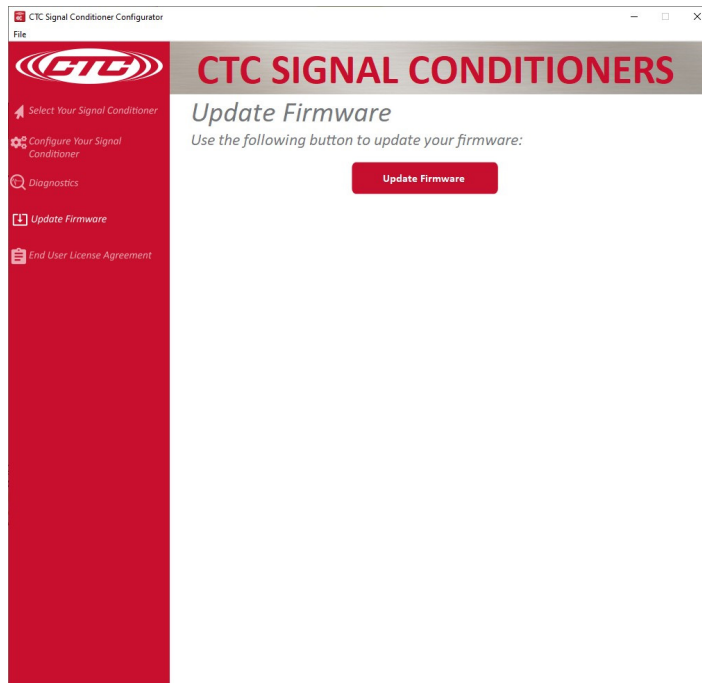 CTC Signal Conditioner Configurator
File
CTC
CTC SIGNAL CONDITIONERS
Select Your Signal Conditioner
Configure Your Signal
Conditioner
Diagnostics
Update Firmware
End User License Agreement
Update Firmware
Use the following button to update your firmware:
Update Firmware